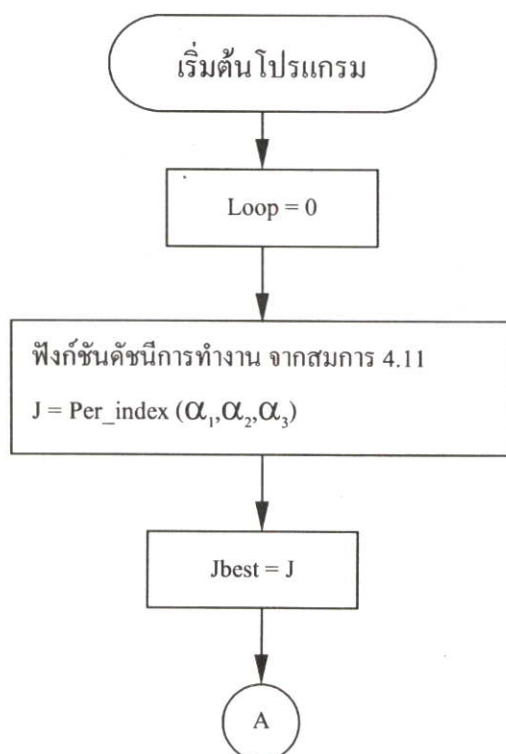 เริ่มต้นโปรแกรม
Loop = 0
ฟังก์ชันดัชนีการทำงาน จากสมการ 4.11
J = Per_index (α₁,α₂,α₃)
Jbest = J
A